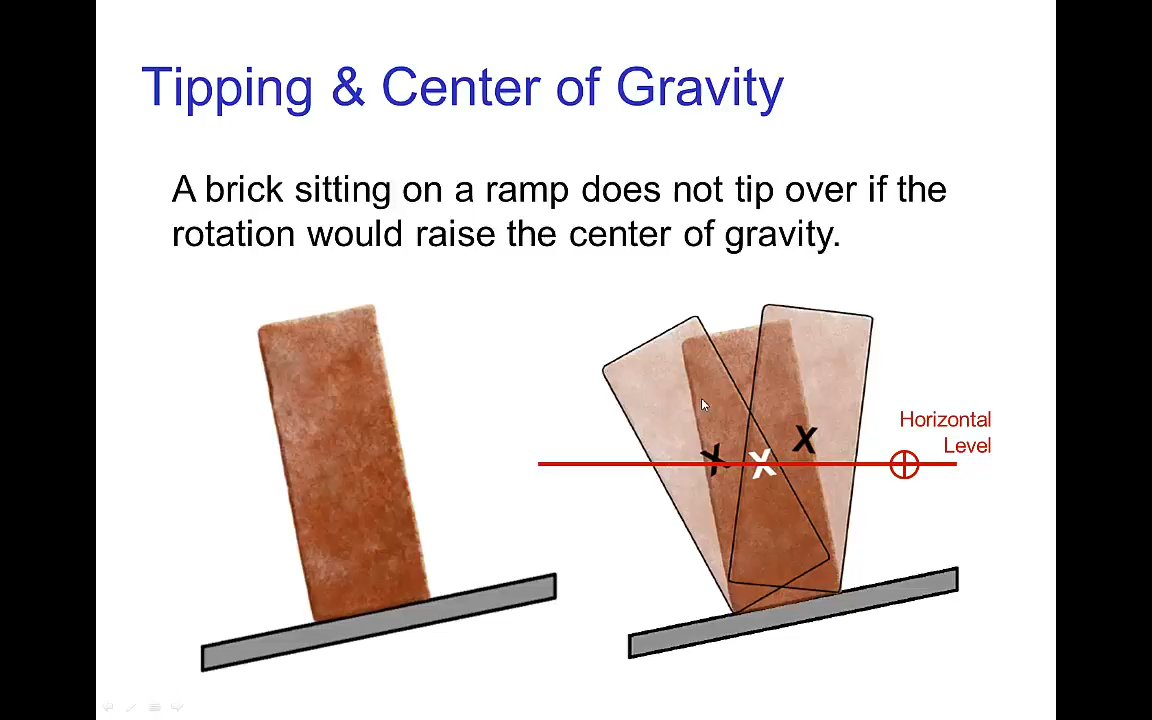 Tipping & Center of Gravity
A brick sitting on a ramp does not tip over if the
rotation would raise the center of gravity.
Horizontal
Level
X
X
X